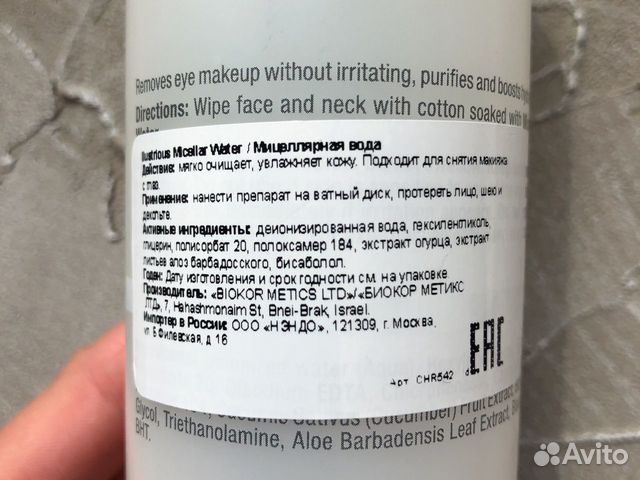 Removes eye makeup without irritating, purifies and boosts
Directions: Wipe face and neck with cotton soaked with
Water
Illustrious Micellar Water / Мицеллярная вода
Действие: мягко очищает, увлажняет кожу. Подходит для снятия макияжа
с глаз.
Применение: нанести препарат на ватный диск, протереть лицо, шею и
декольте.
Активные ингредиенты: деионизированная вода, гексиленгликоль,
глицерин, полисорбат 20, полоксамер 184, экстракт огурца, экстракт
листьев алоэ барбадосского, бисаболол.
Годен: Дату изготовления и срок годности см. на упаковке.
Производитель: «BIOKOR METICS LTD»/«БИОКОР МЕТИКС
ЛТД», 7, Hahashmonaim St, Bnei-Brak, Israel.
Импортер в России: ООО «НЭНДО», 121309, г. Москва,
ул. Б.Филевская, д 16
EAC
Арт. CHR542
EDTA,
(Cucumber) Fruit Extract,
Glycol, Triethanolamine, Aloe Barbadensis Leaf Extract,
BHT.
Avito